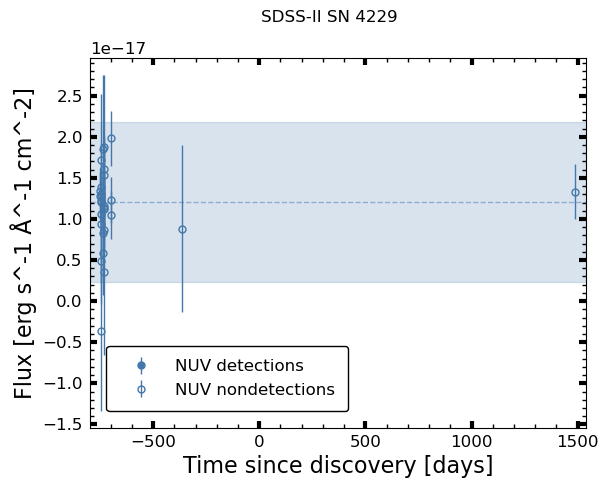 SDSS-II SN 4229
1e−17
2.5
2.0
1.5
1.0
0.5
0.0
−0.5
−1.0
−1.5
Flux [erg s^-1 Å^-1 cm^-2]
NUV detections
NUV nondetections
−500 0 500 1000 1500
Time since discovery [days]